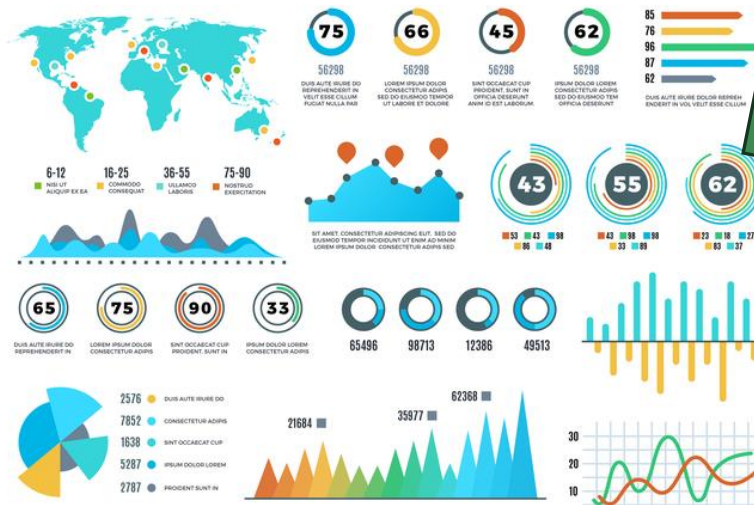 75
56298
DUIS AUTE IRURE DO
REPREHENDERIT IN
VELIT ESSE CILLUM
FUGIAT NULLA PAR
66
56298
LOREM IPSUM DOLOR
CONSECTETUR ADIPIS
SED DO EIUSMOD TEMPOR
UT LABORE ET DOLORE
45
56298
SINT OCCAECAT CUP
PROIDENT, SUNT IN
OFFICIA DESERUNT
ANIM ID EST LABORUM.
62
56298
IPSUM DOLOR LOREM
CONSECTETUR ADIPIS
SED DO EIUSMOD TEM
OFFICIA DESERUNT
85
76
96
87
62
DUIS AUTE IRURE DOLOR REPREH
ENDERIT IN VOL VELIT ESSE CILLUM
6-12
NISI UT
ALIQUIP EX EA
16-25
COMMODO
CONSEQUAT
36-55
ULLAMCO
LABORIS
75-90
NOSTRUD
EXERCITATION
SIT AMET, CONSECTETUR ADIPISCING ELIT, SED DO
EIUSMOD TEMPOR INCIDIDUNT UT ENIM AD MINIM
LOREM IPSUM DOLOR CONSECTETUR ADIPIS SED
43
53 43 98
86 48
55
43 98 98
33 89
62
23 18 27
83 37
65
DUIS AUTE IRURE DO
REPREHENDERIT IN
75
LOREM IPSUM DOLOR
CONSECTETUR ADIPIS
90
SINT OCCAECAT CUP
PROIDENT, SUNT IN
33
IPSUM DOLOR LOREM
CONSECTETUR ADIPIS
65496
98713
12386
49513
2576 DUIS AUTE IRURE DO
7852 CONSECTETUR ADIPIS
1638 SINT OCCAECAT CUP
5287 IPSUM DOLOR LOREM
2787 PROIDENT SUNT IN
21684
35977
62368
30
20
10